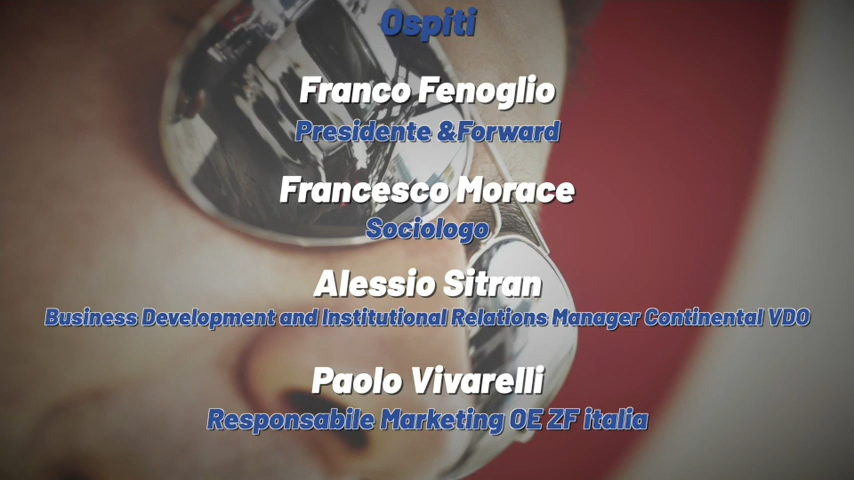 Ospiti
Franco Fenoglio
Presidente &Forward
Francesco Morace
Sociologo
Alessio Sitran
Business Development and Institutional Relations Manager Continental VDO
Paolo Vivarelli
Responsabile Marketing OE ZF italia